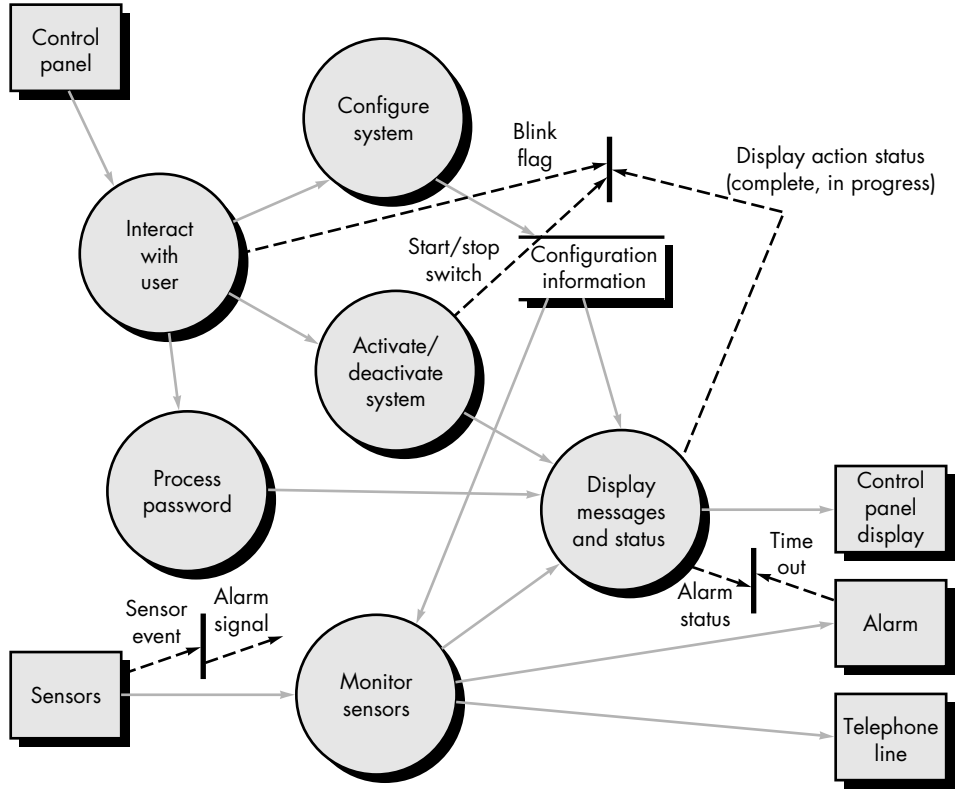 Control
panel
Configure
system
Blink
flag
Display action status
(complete, in progress)
Interact
with
user
Start/stop
switch
Configuration
information
Activate/
deactivate
system
Process
password
Display
messages
and status
Control
panel
display
Time
out
Alarm
status
Sensor
event
Alarm
signal
Alarm
Sensors
Monitor
sensors
Telephone
line